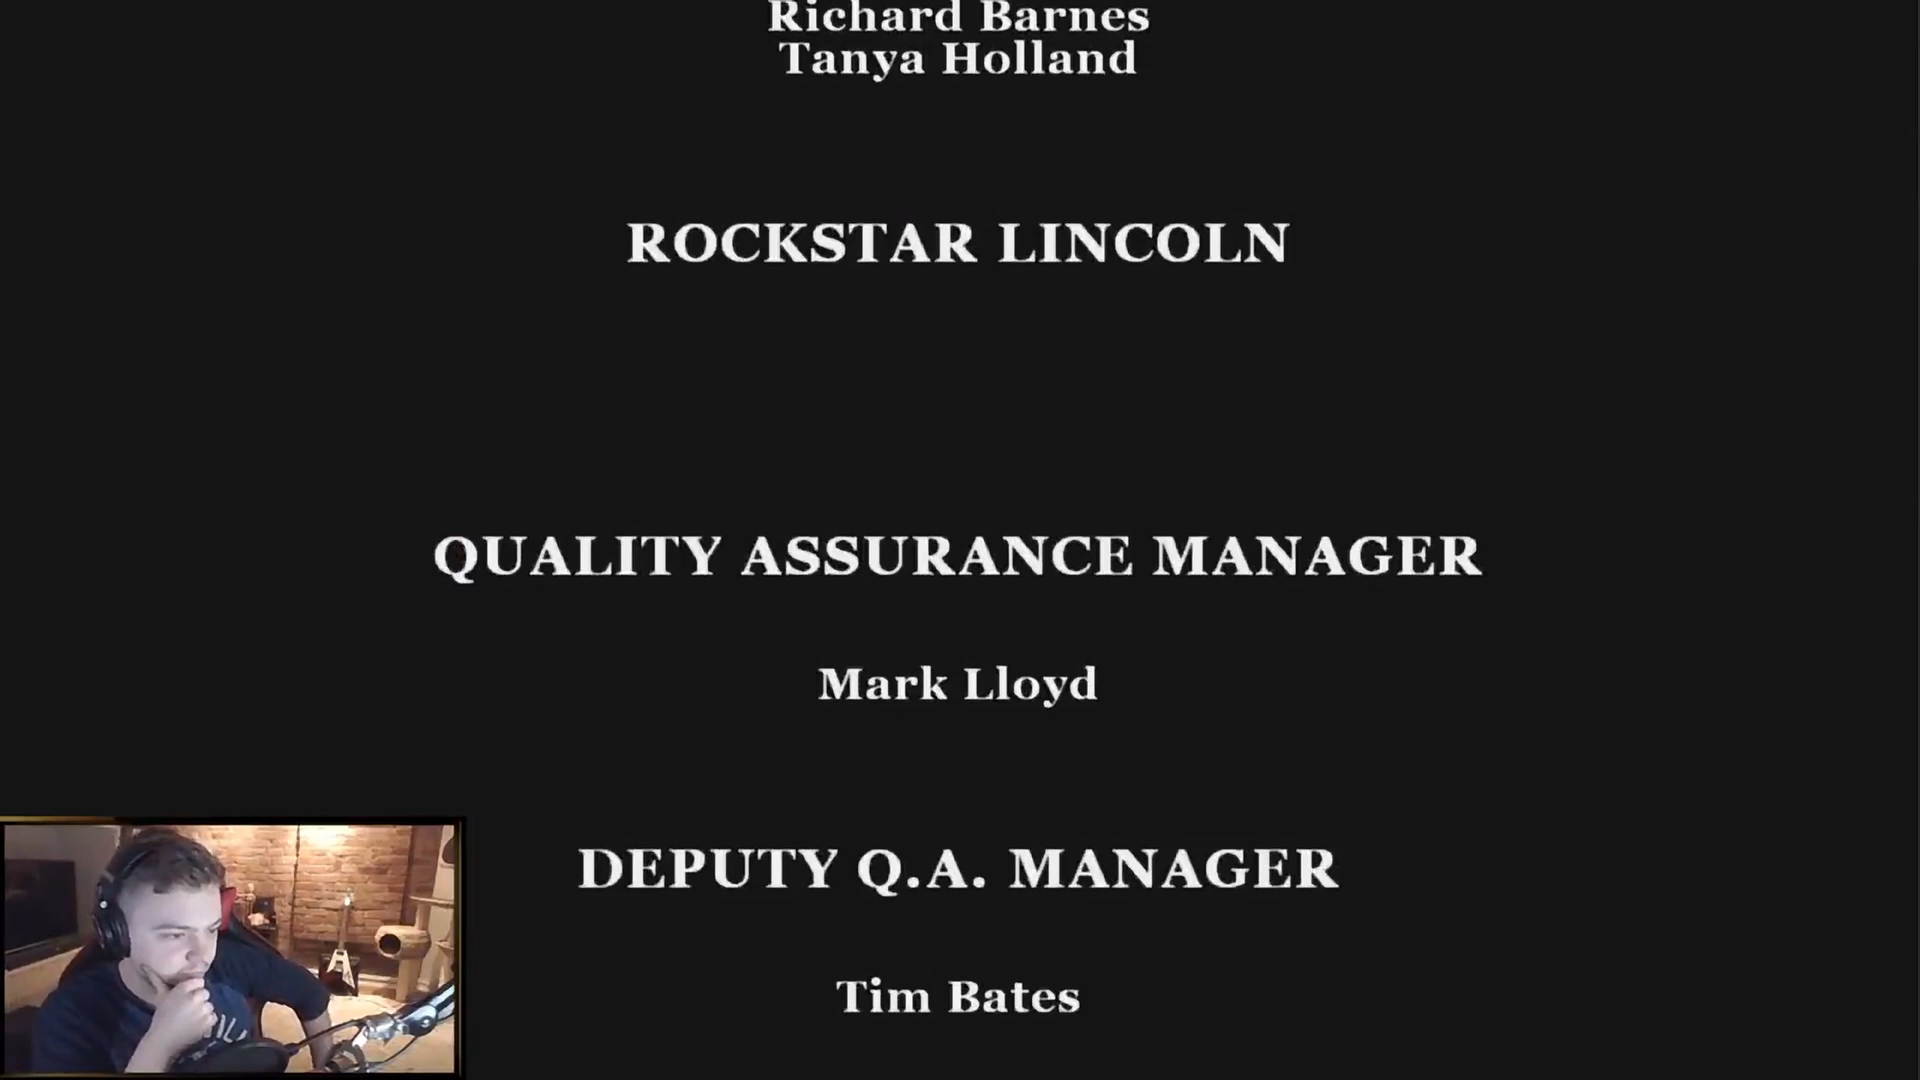 Richard Barnes
Tanya Holland
ROCKSTAR LINCOLN
QUALITY ASSURANCE MANAGER
Mark Lloyd
DEPUTY Q.A. MANAGER
Tim Bates